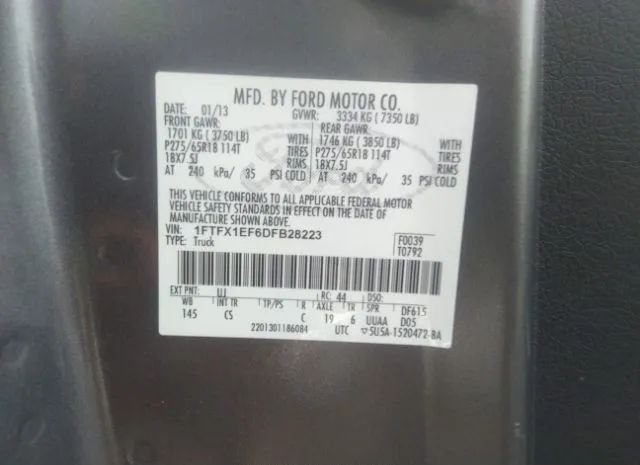 MFD. BY FORD MOTOR CO.
DATE: 01/13 GVWR: 3334 KG ( 7350 LB)
FRONT GAWR: REAR GAWR:
1701 KG ( 3750 LB) WITH 1746 KG ( 3850 LB) WITH
P275/65R18 114T TIRES P275/65R18 114T TIRES
18X7.5J RIMS 18X7.5J RIMS
AT 240 kPa/ 35 PSI COLD AT 240 kPa/ 35 PSI COLD
THIS VEHICLE CONFORMS TO ALL APPLICABLE FEDERAL MOTOR
VEHICLE SAFETY STANDARDS IN EFFECT ON THE DATE OF
MANUFACTURE SHOWN ABOVE.
VIN: 1FTFX1EF6DFB28223 F0039
TYPE: Truck T0792
EXT PNT: UJ RC: 44 DSO:
WB INT TR TP/PS R AXLE TR SPR DF615
145 CS C 19 6 UUAA D05
2201301186084 UTC ▽5U5A-1520472-BA